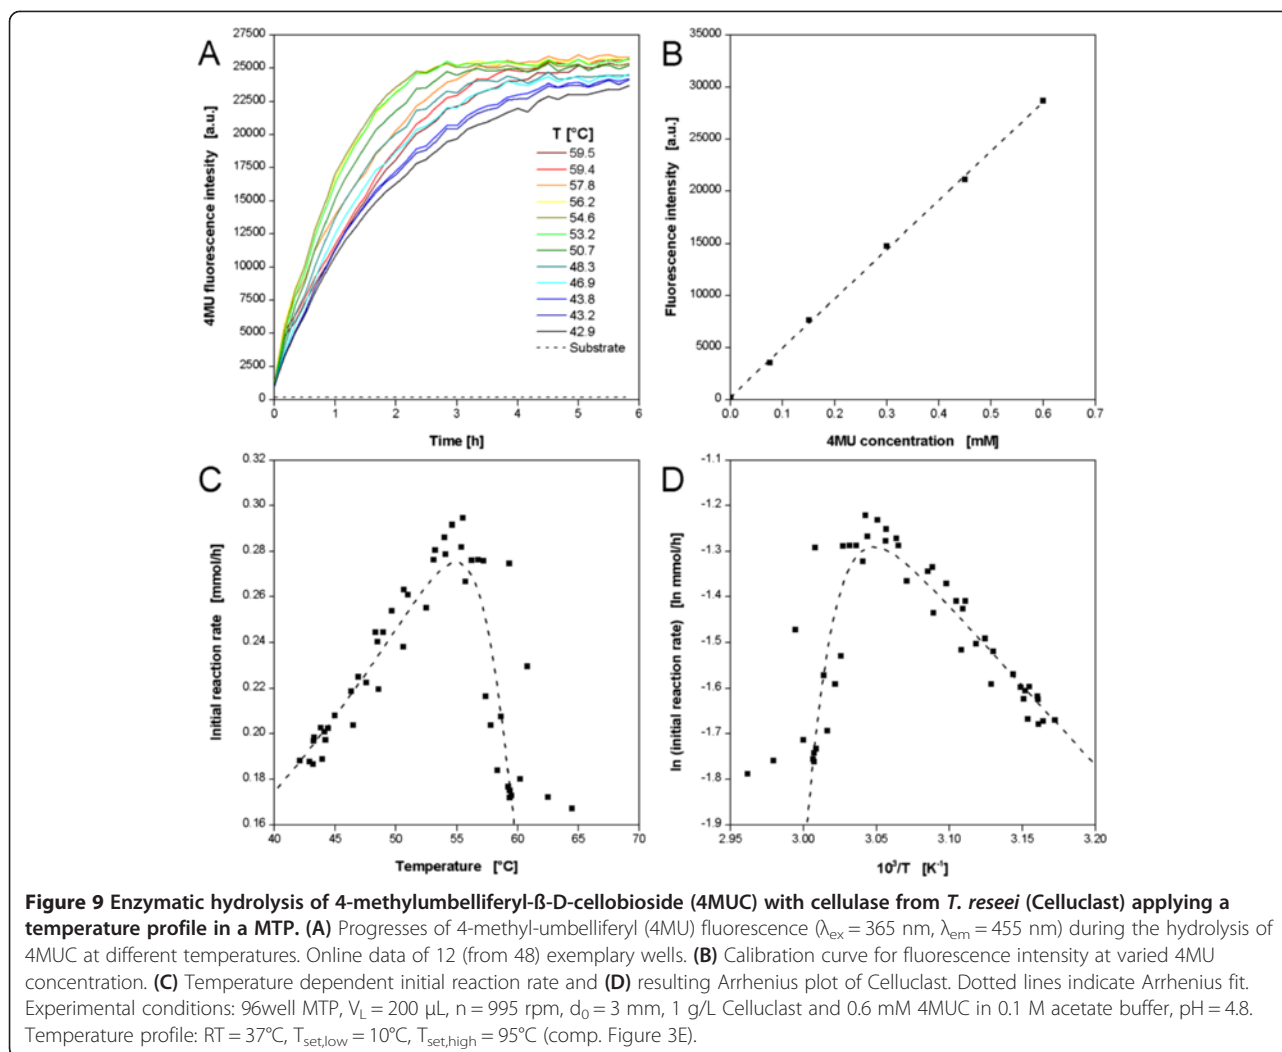 A
4MU fluorescence intesity [a.u.]
27500
25000
22500
20000
17500
15000
12500
10000
7500
5000
2500
0
T [°C]
59.5
59.4
57.8
56.2
54.6
53.2
50.7
48.3
46.9
43.8
43.2
42.9
Substrate
0 1 2 3 4 5 6
Time [h]
B
Fluorescence intensity [a.u.]
35000
30000
25000
20000
15000
10000
5000
0
0.0 0.1 0.2 0.3 0.4 0.5 0.6 0.7
4MU concentration [mM]
C
Initial reaction rate [mmol/h]
0.32
0.30
0.28
0.26
0.24
0.22
0.20
0.18
0.16
40 45 50 55 60 65 70
Temperature [°C]
D
ln (initial reaction rate) [ln mmol/h]
-1.1
-1.2
-1.3
-1.4
-1.5
-1.6
-1.7
-1.8
-1.9
2.95 3.00 3.05 3.10 3.15 3.20
10³/T [K⁻¹]
Figure 9 Enzymatic hydrolysis of 4-methylumbelliferyl-ß-D-cellobioside (4MUC) with cellulase from T. reseei (Celluclast) applying a
temperature profile in a MTP. (A) Progresses of 4-methyl-umbelliferyl (4MU) fluorescence (λex = 365 nm, λem = 455 nm) during the hydrolysis of
4MUC at different temperatures. Online data of 12 (from 48) exemplary wells. (B) Calibration curve for fluorescence intensity at varied 4MU
concentration. (C) Temperature dependent initial reaction rate and (D) resulting Arrhenius plot of Celluclast. Dotted lines indicate Arrhenius fit.
Experimental conditions: 96well MTP, VL = 200 μL, n = 995 rpm, d0 = 3 mm, 1 g/L Celluclast and 0.6 mM 4MUC in 0.1 M acetate buffer, pH = 4.8.
Temperature profile: RT = 37°C, Tset,low = 10°C, Tset,high = 95°C (comp. Figure 3E).